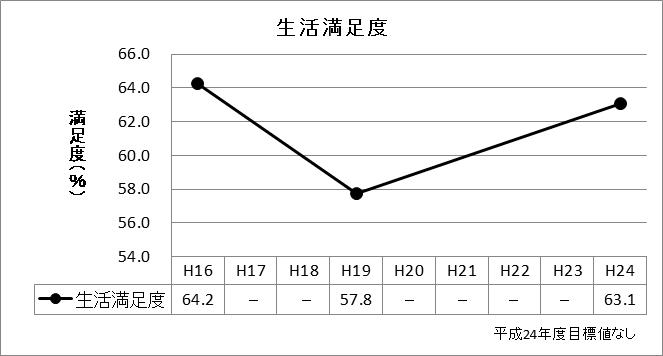 生活満足度
66.0
64.0
62.0
60.0
58.0
56.0
54.0
満足度(%)
H16 H17 H18 H19 H20 H21 H22 H23 H24
生活満足度 64.2 – – 57.8 – – – – 63.1
平成24年度目標値なし